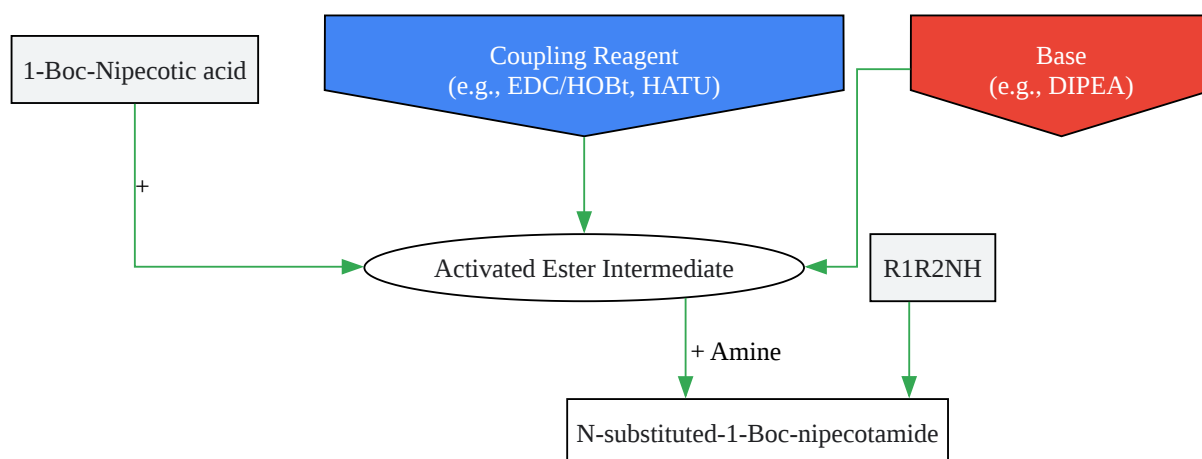 1-Boc-Nipecotic acid
Coupling Reagent
(e.g., EDC/HOBt, HATU)
Base
(e.g., DIPEA)
+
Activated Ester Intermediate
R1R2NH
+ Amine
N-substituted-1-Boc-nipecotamide